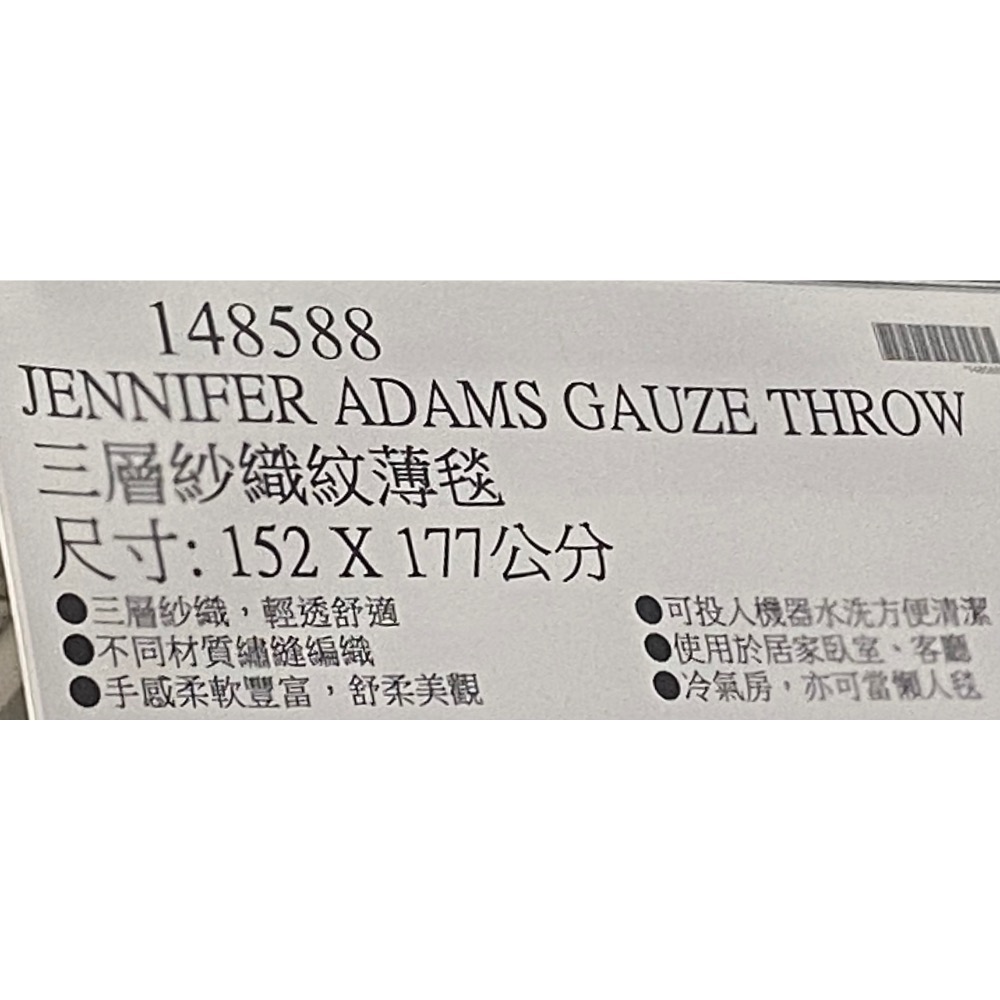 148588
JENNIFER ADAMS GAUZE THROW
三層紗織紋薄毯
尺寸: 152 X 177公分
●三層紗織，輕透舒適
●不同材質繡縫編織
●手感柔軟豐富，舒柔美觀
●可投入機器水洗方便清潔
●使用於居家臥室、客廳
●冷氣房，亦可當懶人毯